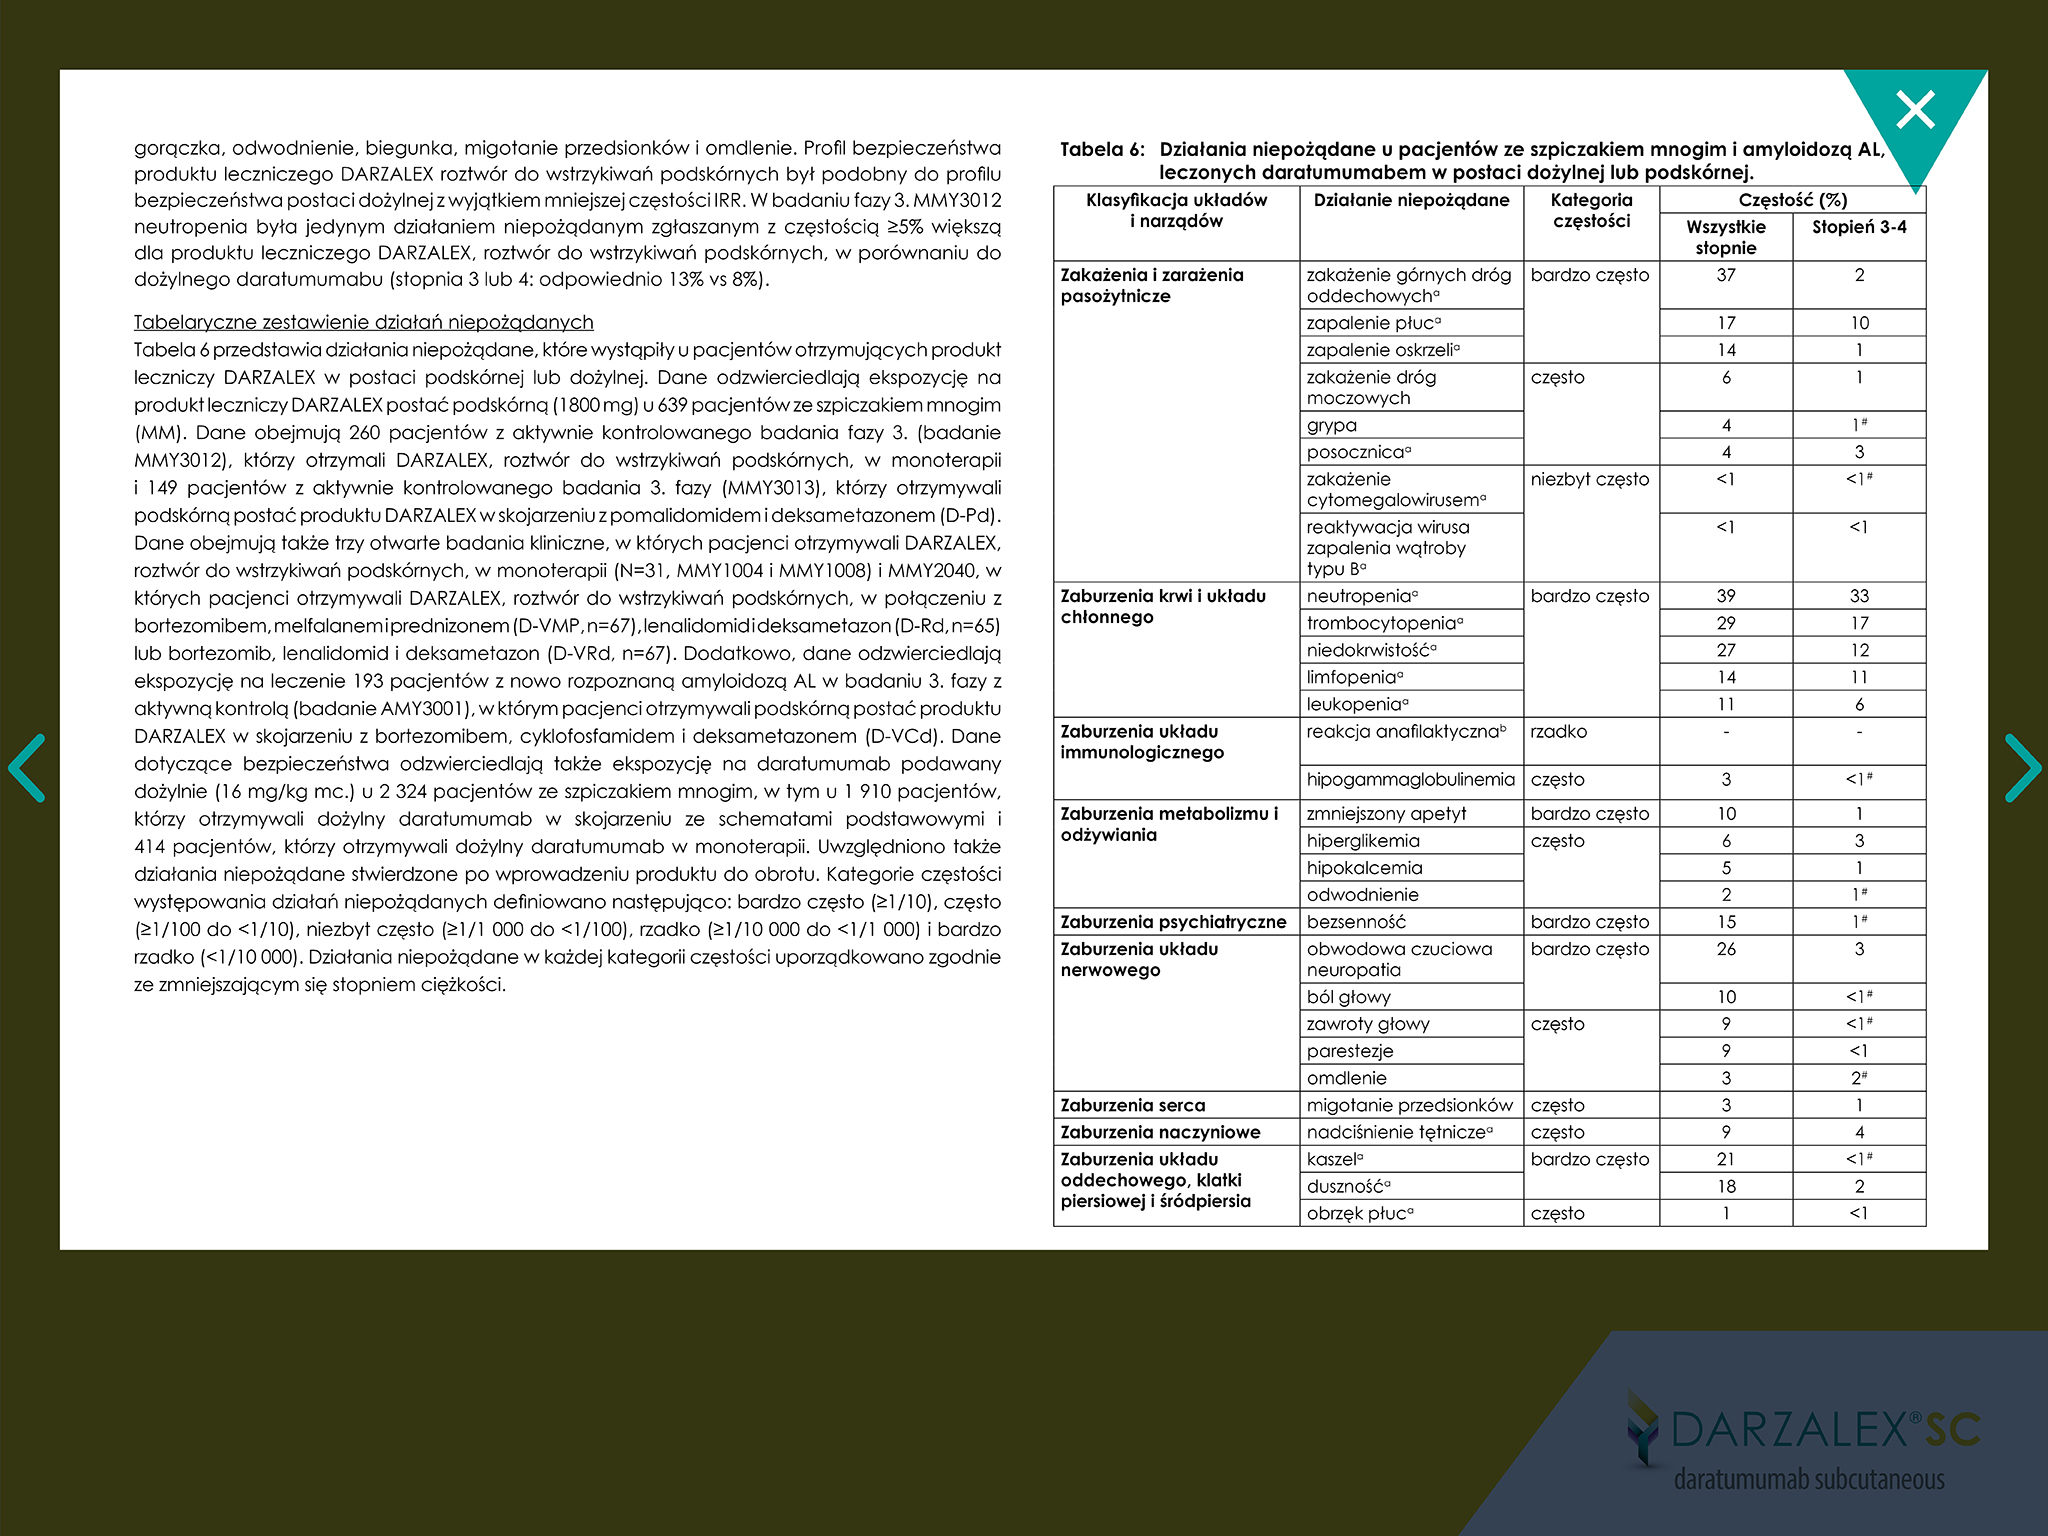 gorączka, odwodnienie, biegunka, migotanie przedsionków i omdlenie. Profil bezpieczeństwa
produktu leczniczego DARZALEX roztwór do wstrzykiwań podskórnych był podobny do profilu
bezpieczeństwa postaci dożylnej z wyjątkiem mniejszej częstości IRR. W badaniu fazy 3. MMY3012
neutropenia była jedynym działaniem niepożądanym zgłaszanym z częstością ≥5% większą
dla produktu leczniczego DARZALEX, roztwór do wstrzykiwań podskórnych, w porównaniu do
dożylnego daratumumabu (stopnia 3 lub 4: odpowiednio 13% vs 8%).
Tabelaryczne zestawienie działań niepożądanych
Tabela 6 przedstawia działania niepożądane, które wystąpiły u pacjentów otrzymujących produkt
leczniczy DARZALEX w postaci podskórnej lub dożylnej. Dane odzwierciedlają ekspozycję na
produkt leczniczy DARZALEX postać podskórną (1800 mg) u 639 pacjentów ze szpiczakiem mnogim
(MM). Dane obejmują 260 pacjentów z aktywnie kontrolowanego badania fazy 3. (badanie
MMY3012), którzy otrzymali DARZALEX, roztwór do wstrzykiwań podskórnych, w monoterapii
i 149 pacjentów z aktywnie kontrolowanego badania 3. fazy (MMY3013), którzy otrzymywali
podskórną postać produktu DARZALEX w skojarzeniu z pomalidomidem i deksametazonem (D-Pd).
Dane obejmują także trzy otwarte badania kliniczne, w których pacjenci otrzymywali DARZALEX,
roztwór do wstrzykiwań podskórnych, w monoterapii (N=31, MMY1004 i MMY1008) i MMY2040, w
których pacjenci otrzymywali DARZALEX, roztwór do wstrzykiwań podskórnych, w połączeniu z
bortezomibem, melfalanem i prednizonem (D-VMP, n=67), lenalidomid i deksametazon (D-Rd, n=65)
lub bortezomib, lenalidomid i deksametazon (D-VRd, n=67). Dodatkowo, dane odzwierciedlają
ekspozycję na leczenie 193 pacjentów z nowo rozpoznaną amyloidozą AL w badaniu 3. fazy z
aktywną kontrolą (badanie AMY3001), w którym pacjenci otrzymywali podskórną postać produktu
DARZALEX w skojarzeniu z bortezomibem, cyklofosfamidem i deksametazonem (D-VCd). Dane
dotyczące bezpieczeństwa odzwierciedlają także ekspozycję na daratumumab podawany
dożylnie (16 mg/kg mc.) u 2 324 pacjentów ze szpiczakiem mnogim, w tym u 1 910 pacjentów,
którzy otrzymywali dożylny daratumumab w skojarzeniu ze schematami podstawowymi i
414 pacjentów, którzy otrzymywali dożylny daratumumab w monoterapii. Uwzględniono także
działania niepożądane stwierdzone po wprowadzeniu produktu do obrotu. Kategorie częstości
występowania działań niepożądanych definiowano następująco: bardzo często (≥1/10), często
(≥1/100 do <1/10), niezbyt często (≥1/1 000 do <1/100), rzadko (≥1/10 000 do <1/1 000) i bardzo
rzadko (<1/10 000). Działania niepożądane w każdej kategorii częstości uporządkowano zgodnie
ze zmniejszającym się stopniem ciężkości.
Tabela 6: Działania niepożądane u pacjentów ze szpiczakiem mnogim i amyloidozą AL,
leczonych daratumumabem w postaci dożylnej lub podskórnej.
Klasyfikacja układów i narządów Działanie niepożądane Kategoria częstości Częstość (%)
Wszystkie stopnie Stopień 3-4
Zakażenia i zarażenia pasożytnicze zakażenie górnych dróg oddechowychᵃ bardzo często 37 2
zapalenie płucᵃ 17 10
zapalenie oskrzeliᵃ 14 1
zakażenie dróg moczowych często 6 1
grypa 4 1#
posocznicaᵃ 4 3
zakażenie cytomegalowirusemᵃ niezbyt często <1 <1#
reaktywacja wirusa zapalenia wątroby typu Bᵃ <1 <1
Zaburzenia krwi i układu chłonnego neutropeniaᵃ bardzo często 39 33
trombocytopeniaᵃ 29 17
niedokrwistośćᵃ 27 12
limfopeniaᵃ 14 11
leukopeniaᵃ 11 6
Zaburzenia układu immunologicznego reakcja anafilaktycznaᵇ rzadko - -
hipogammaglobulinemia często 3 <1#
Zaburzenia metabolizmu i odżywiania zmniejszony apetyt bardzo często 10 1
hiperglikemia często 6 3
hipokalcemia 5 1
odwodnienie 2 1#
Zaburzenia psychiatryczne bezsenność bardzo często 15 1#
Zaburzenia układu nerwowego obwodowa czuciowa neuropatia bardzo często 26 3
ból głowy 10 <1#
zawroty głowy często 9 <1#
parestezje 9 <1
omdlenie 3 2#
Zaburzenia serca migotanie przedsionków często 3 1
Zaburzenia naczyniowe nadciśnienie tętniczeᵃ często 9 4
Zaburzenia układu oddechowego, klatki piersiowej i śródpiersia kaszelᵃ bardzo często 21 <1#
dusznośćᵃ 18 2
obrzęk płucᵃ często 1 <1
DARZALEX® SC
daratumumab subcutaneous